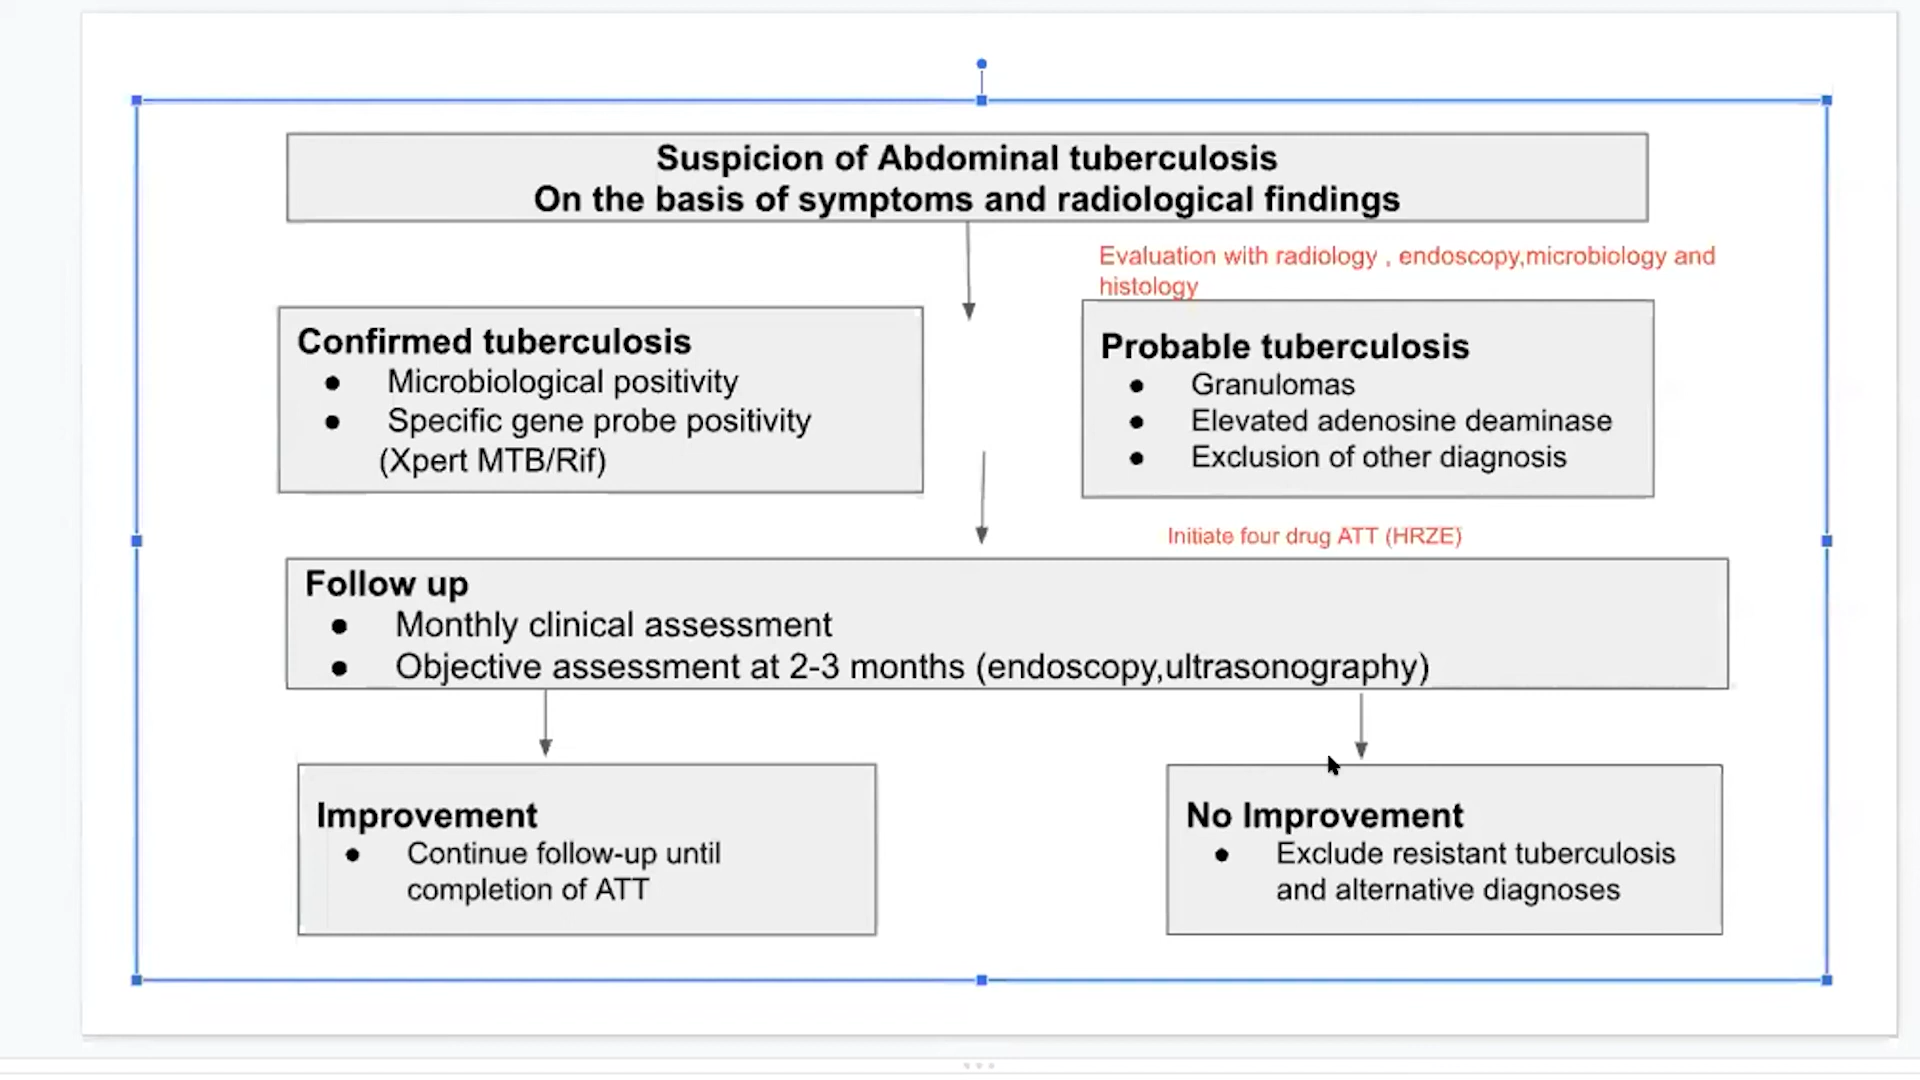 Suspicion of Abdominal tuberculosis
On the basis of symptoms and radiological findings
Evaluation with radiology , endoscopy,microbiology and
histology
Confirmed tuberculosis
● Microbiological positivity
● Specific gene probe positivity
(Xpert MTB/Rif)
Probable tuberculosis
● Granulomas
● Elevated adenosine deaminase
● Exclusion of other diagnosis
Initiate four drug ATT (HRZE)
Follow up
● Monthly clinical assessment
● Objective assessment at 2-3 months (endoscopy,ultrasonography)
Improvement
● Continue follow-up until
completion of ATT
No Improvement
● Exclude resistant tuberculosis
and alternative diagnoses